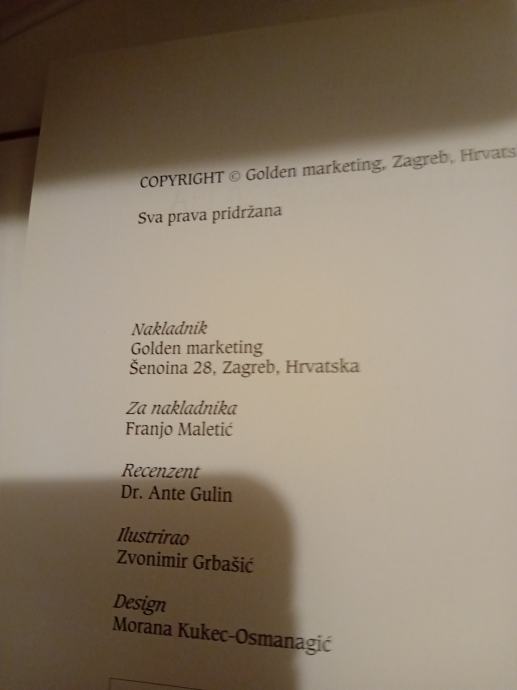 COPYRIGHT © Golden marketing, Zagreb, Hrvats
Sva prava pridržana
Nakladnik
Golden marketing
Šenoina 28, Zagreb, Hrvatska
Za nakladnika
Franjo Maletić
Recenzent
Dr. Ante Gulin
Ilustrirao
Zvonimir Grbašić
Design
Morana Kukec-Osmanagić